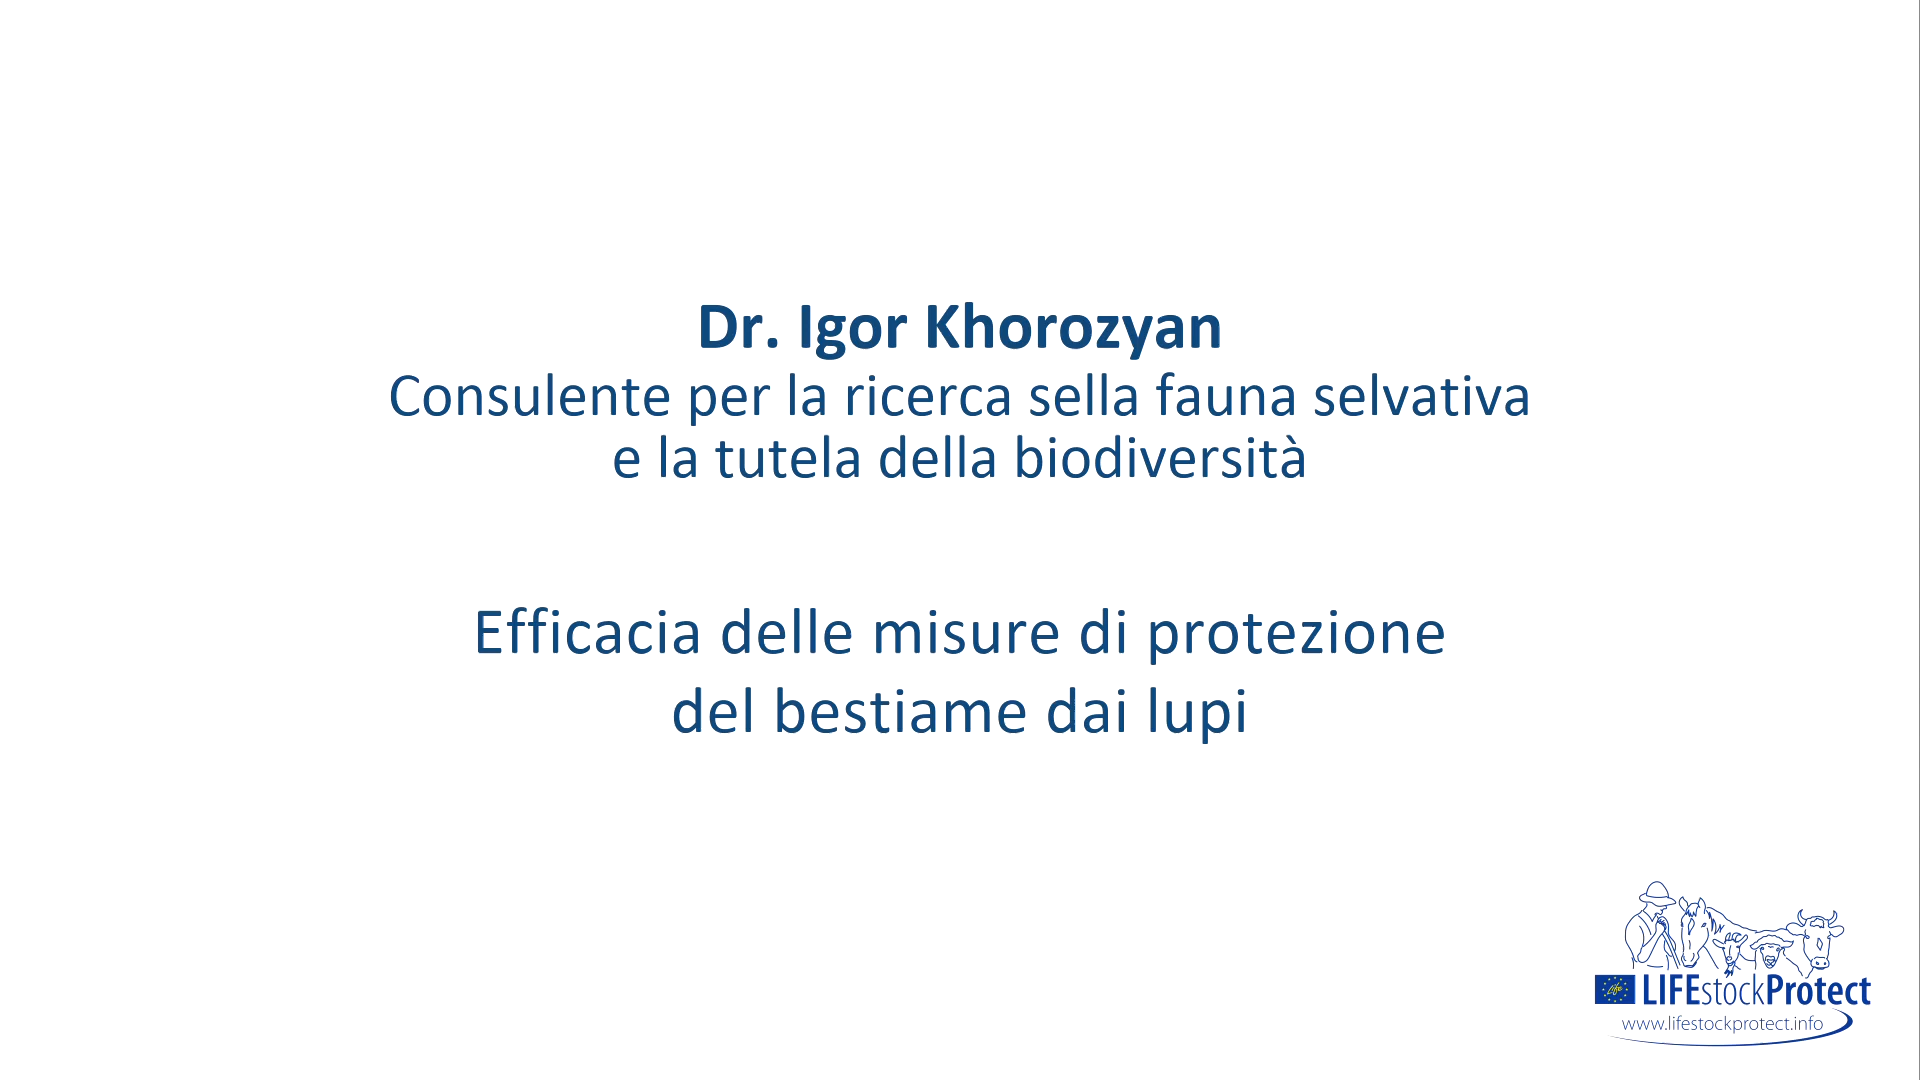 Dr. Igor Khorozyan
Consulente per la ricerca sella fauna selvativa
e la tutela della biodiversità
Efficacia delle misure di protezione
del bestiame dai lupi
Life LIFEstockProtect
www.lifestockprotect.info